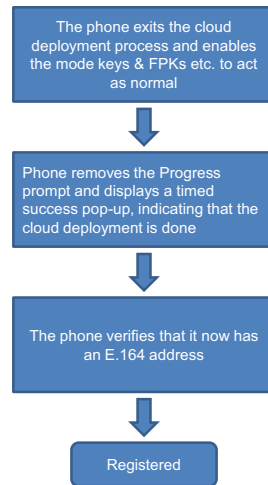 The phone exits the cloud
deployment process and enables
the mode keys & FPKs etc. to act
as normal
Phone removes the Progress
prompt and displays a timed
success pop-up, indicating that the
cloud deployment is done
The phone verifies that it now has
an E.164 address
Registered